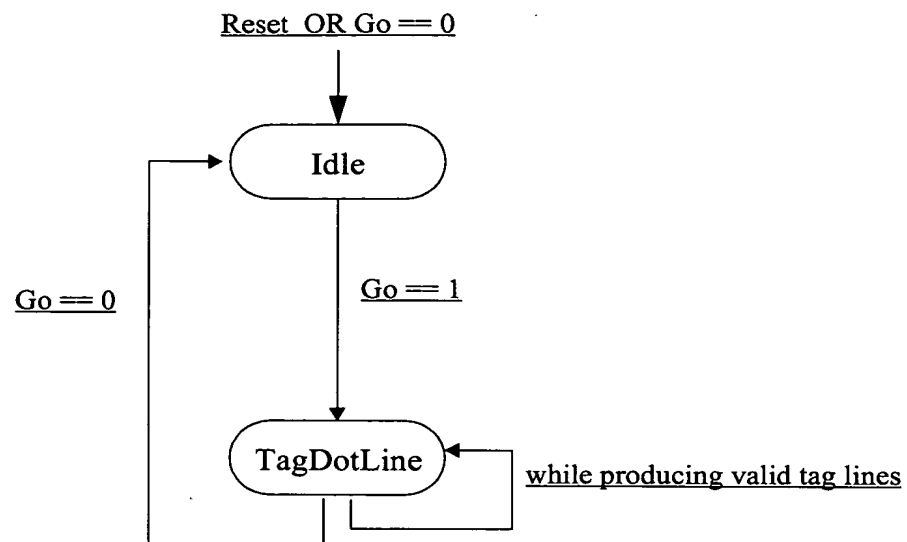 Reset OR Go == 0
Idle
Go == 0
Go == 1
TagDotLine
while producing valid tag lines